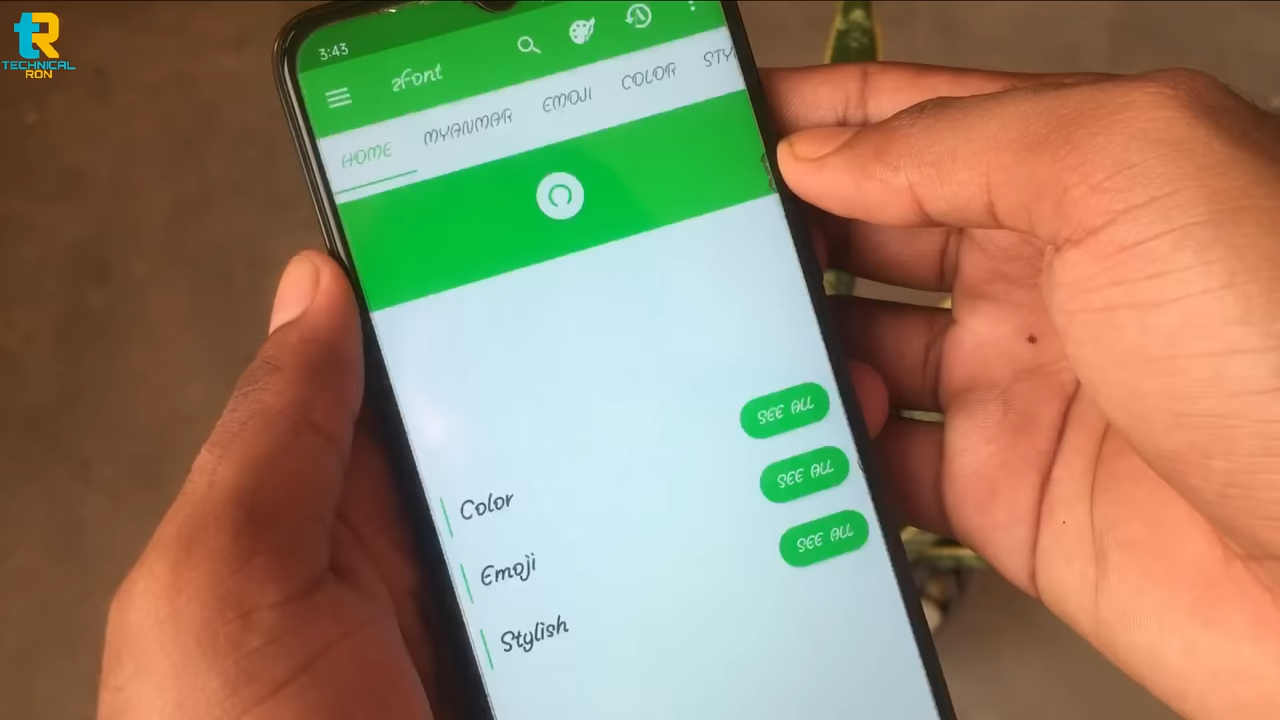 TECHNICAL
RON
3:43
zFont
HOME MYANMAR EMOJI COLOR
SEE ALL
Color SEE ALL
Emoji SEE ALL
Stylish